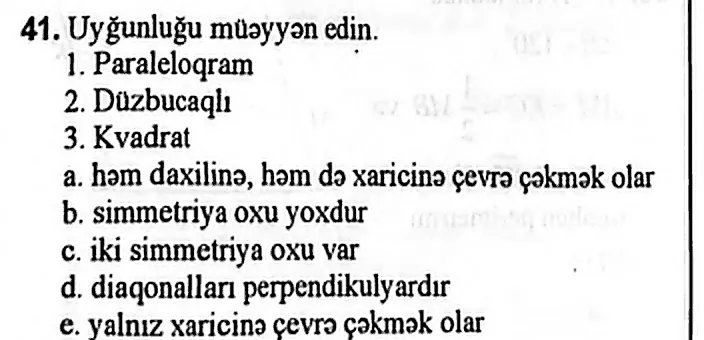 41. Uyğunluğu müəyyən edin.
1. Paraleloqram
2. Düzbucaqlı
3. Kvadrat
a. həm daxilinə, həm də xaricinə çevrə çəkmək olar
b. simmetriya oxu yoxdur
c. iki simmetriya oxu var
d. diaqonalları perpendikulyardır
e. yalnız xaricinə çevrə çəkmək olar